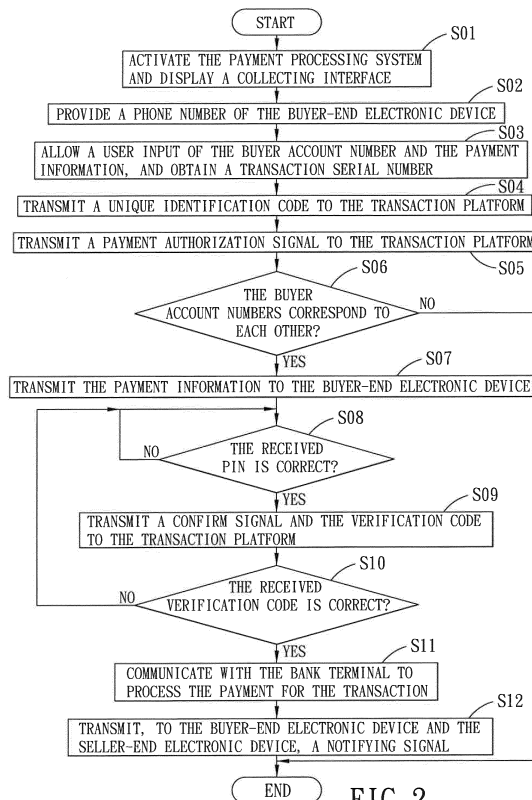 START
S01
ACTIVATE THE PAYMENT PROCESSING SYSTEM
AND DISPLAY A COLLECTING INTERFACE
S02
PROVIDE A PHONE NUMBER OF THE BUYER-END ELECTRONIC DEVICE
S03
ALLOW A USER INPUT OF THE BUYER ACCOUNT NUMBER AND THE PAYMENT
INFORMATION, AND OBTAIN A TRANSACTION SERIAL NUMBER
S04
TRANSMIT A UNIQUE IDENTIFICATION CODE TO THE TRANSACTION PLATFORM
TRANSMIT A PAYMENT AUTHORIZATION SIGNAL TO THE TRANSACTION PLATFORM
S05
S06
THE BUYER
ACCOUNT NUMBERS CORRESPOND TO
EACH OTHER?
NO
YES
S07
TRANSMIT THE PAYMENT INFORMATION TO THE BUYER-END ELECTRONIC DEVICE
S08
THE RECEIVED
PIN IS CORRECT?
NO
YES
S09
TRANSMIT A CONFIRM SIGNAL AND THE VERIFICATION CODE
TO THE TRANSACTION PLATFORM
S10
THE RECEIVED
VERIFICATION CODE IS CORRECT?
NO
YES
S11
COMMUNICATE WITH THE BANK TERMINAL TO
PROCESS THE PAYMENT FOR THE TRANSACTION
S12
TRANSMIT, TO THE BUYER-END ELECTRONIC DEVICE AND THE
SELLER-END ELECTRONIC DEVICE, A NOTIFYING SIGNAL
END
FIG.2